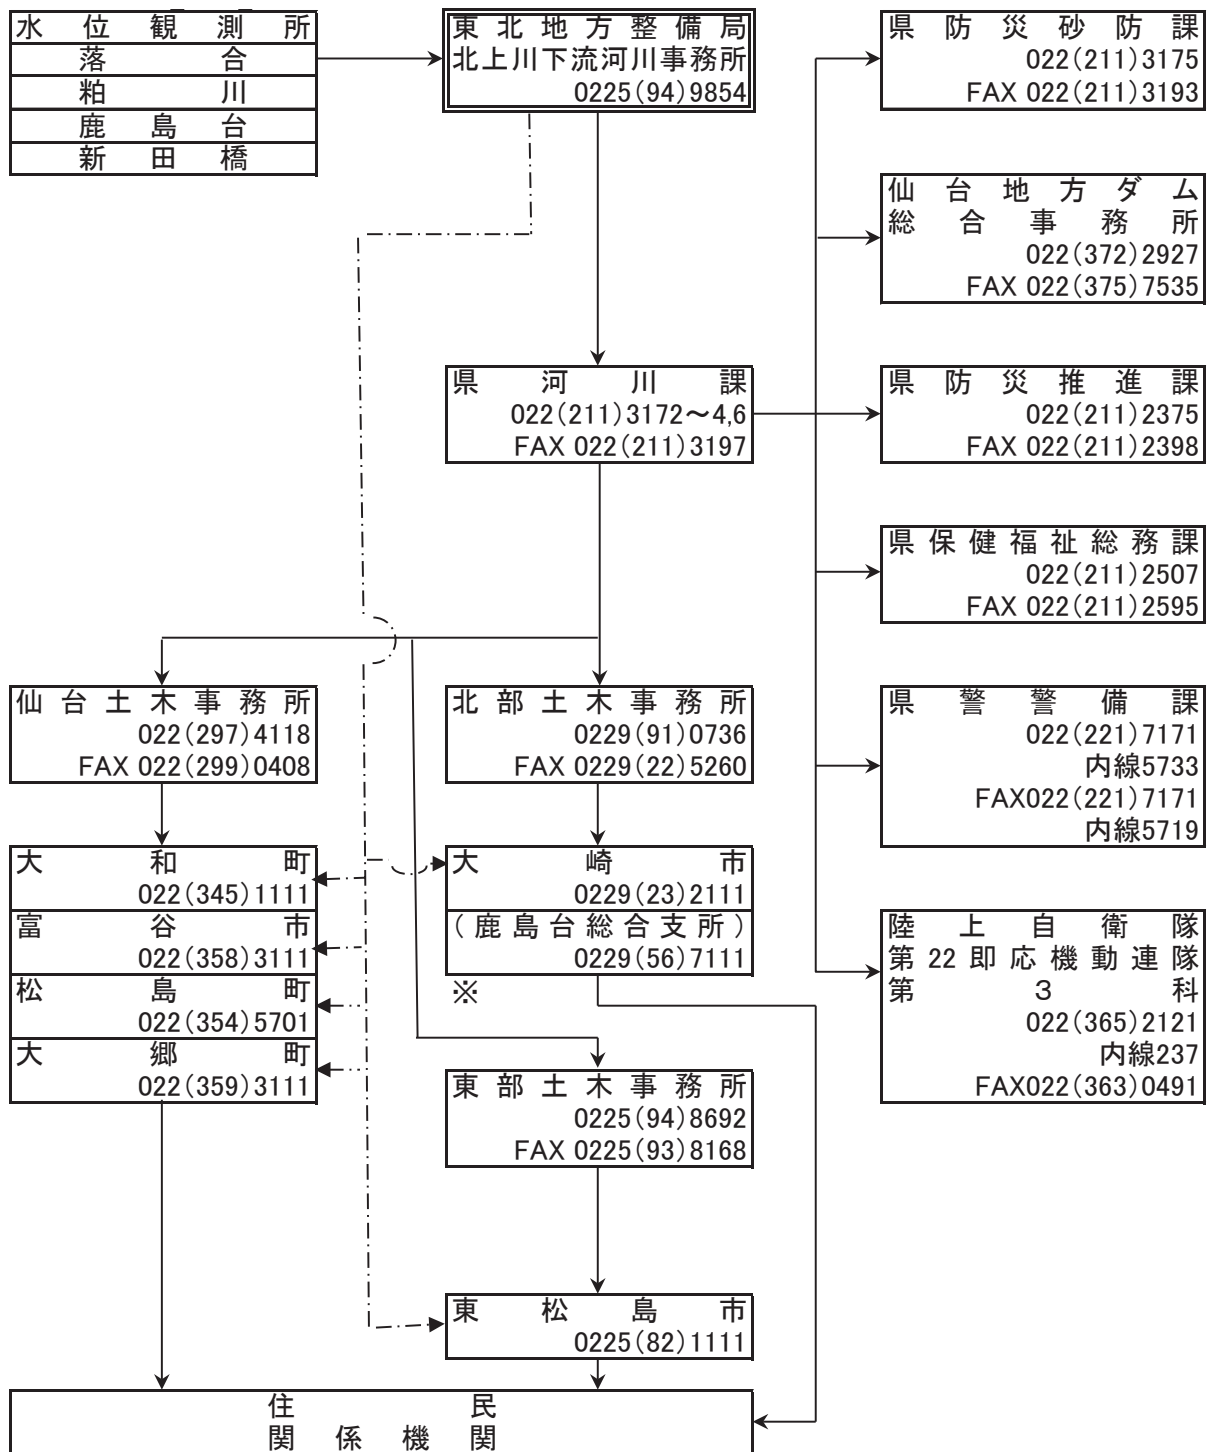 水位観測所
落合
粕川
鹿島台
新田橋
東北地方整備局
北上川下流河川事務所
0225(94)9854
県防災砂防課
022(211)3175
FAX 022(211)3193
仙台地方ダム
総合事務所
022(372)2927
FAX 022(375)7535
県河川課
022(211)3172～4,6
FAX 022(211)3197
県防災推進課
022(211)2375
FAX 022(211)2398
県保健福祉総務課
022(211)2507
FAX 022(211)2595
仙台土木事務所
022(297)4118
FAX 022(299)0408
北部土木事務所
0229(91)0736
FAX 0229(22)5260
県警警備課
022(221)7171
内線5733
FAX022(221)7171
内線5719
大和町
022(345)1111
富谷市
022(358)3111
松島町
022(354)5701
大郷町
022(359)3111
大崎市
0229(23)2111
(鹿島台総合支所)
0229(56)7111
※
陸上自衛隊
第22即応機動連隊
第3科
022(365)2121
内線237
FAX022(363)0491
東部土木事務所
0225(94)8692
FAX 0225(93)8168
東松島市
0225(82)1111
住民
関係機関